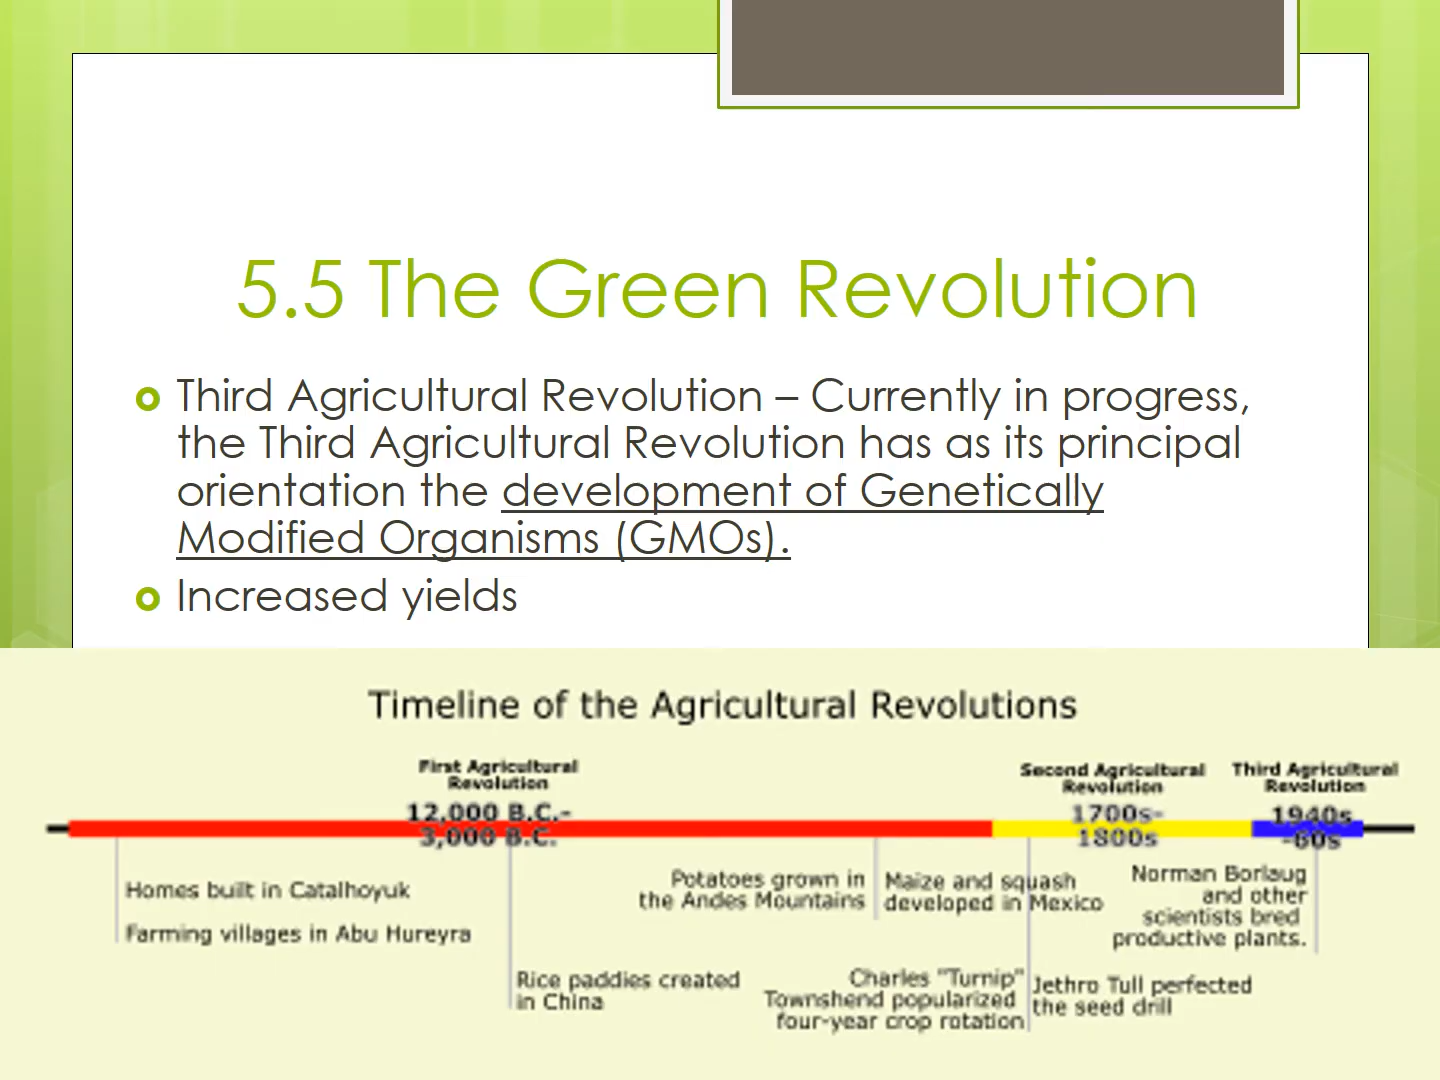 5.5 The Green Revolution
Third Agricultural Revolution – Currently in progress,
the Third Agricultural Revolution has as its principal
orientation the development of Genetically
Modified Organisms (GMOs).
Increased yields
Timeline of the Agricultural Revolutions
First Agricultural
Revolution
12,000 B.C.-
3,000 B.C.
Second Agricultural
Revolution
1700s-
1800s
Third Agricultural
Revolution
1940s
-60s
Homes built in Catalhoyuk
Farming villages in Abu Hureyra
Rice paddies created
in China
Potatoes grown in
the Andes Mountains
Maize and squash
developed in Mexico
Charles "Turnip"
Townshend popularized
four-year crop rotation
Jethro Tull perfected
the seed drill
Norman Borlaug
and other
scientists bred
productive plants.